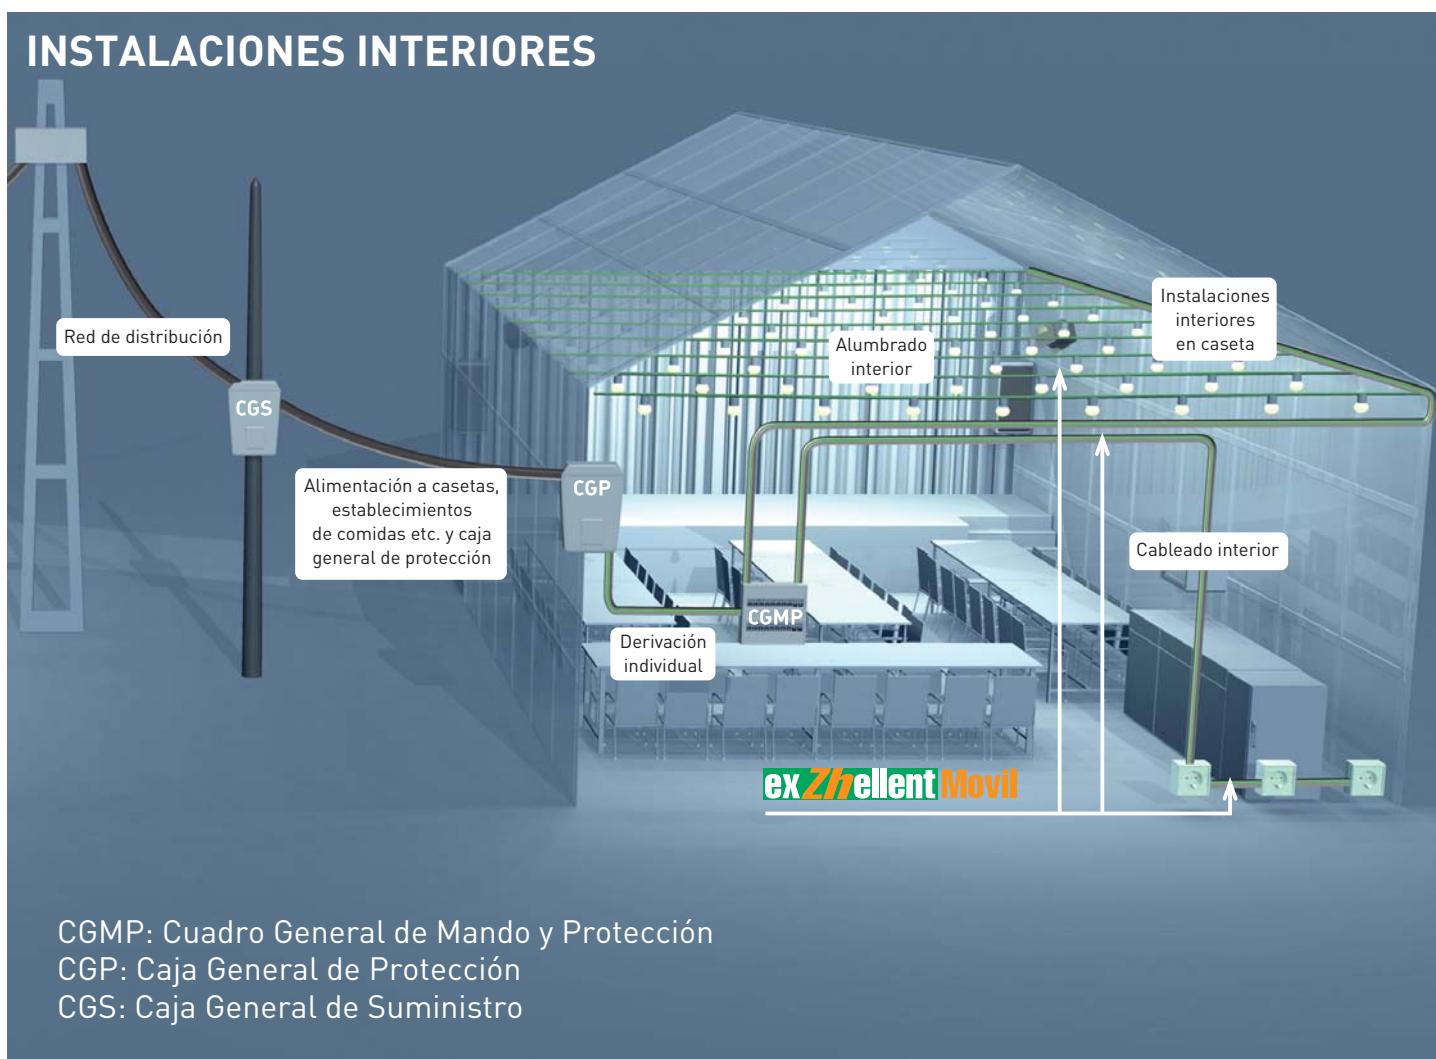 INSTALACIONES INTERIORES
Red de distribución
CGS
Alimentación a casetas,
establecimientos
de comidas etc. y caja
general de protección
CGP
Alumbrado
interior
Instalaciones
interiores
en caseta
Cableado interior
CGMP
Derivación
individual
exZhellent Movil
CGMP: Cuadro General de Mando y Protección
CGP: Caja General de Protección
CGS: Caja General de Suministro